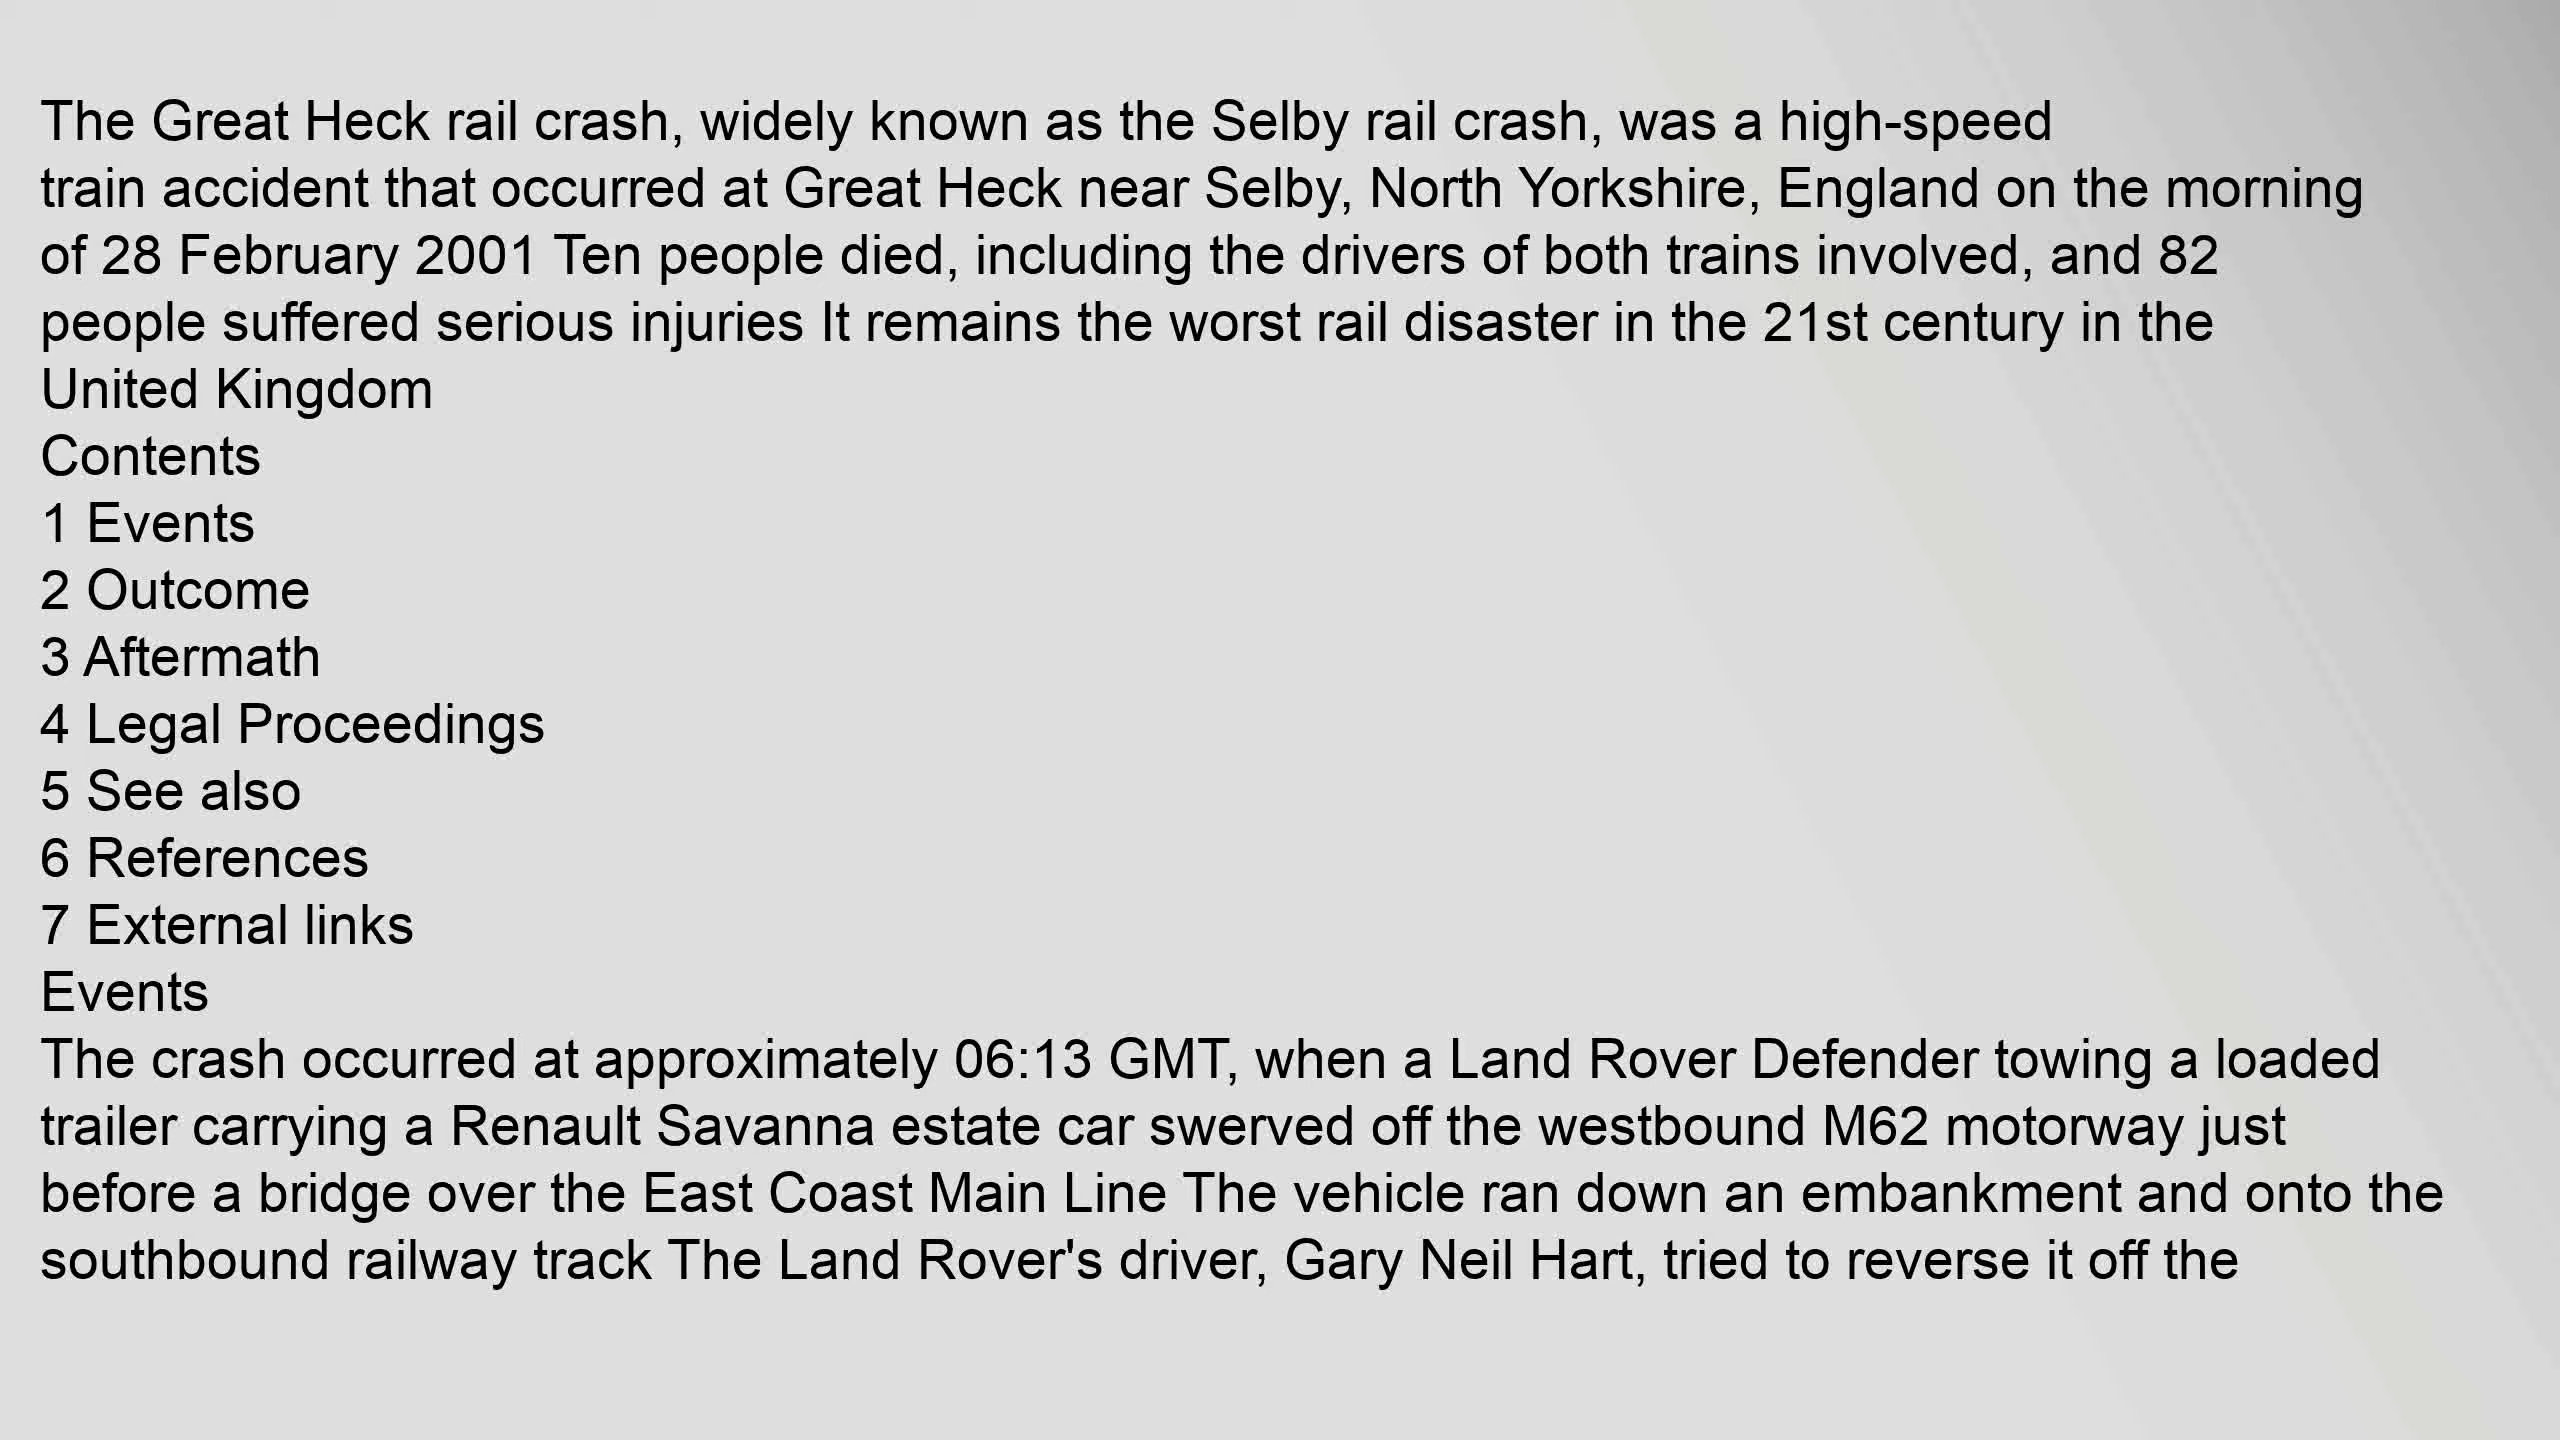 The Great Heck rail crash, widely known as the Selby rail crash, was a high-speed
train accident that occurred at Great Heck near Selby, North Yorkshire, England on the morning
of 28 February 2001 Ten people died, including the drivers of both trains involved, and 82
people suffered serious injuries It remains the worst rail disaster in the 21st century in the
United Kingdom
Contents
1 Events
2 Outcome
3 Aftermath
4 Legal Proceedings
5 See also
6 References
7 External links
Events
The crash occurred at approximately 06:13 GMT, when a Land Rover Defender towing a loaded
trailer carrying a Renault Savanna estate car swerved off the westbound M62 motorway just
before a bridge over the East Coast Main Line The vehicle ran down an embankment and onto the
southbound railway track The Land Rover's driver, Gary Neil Hart, tried to reverse it off the